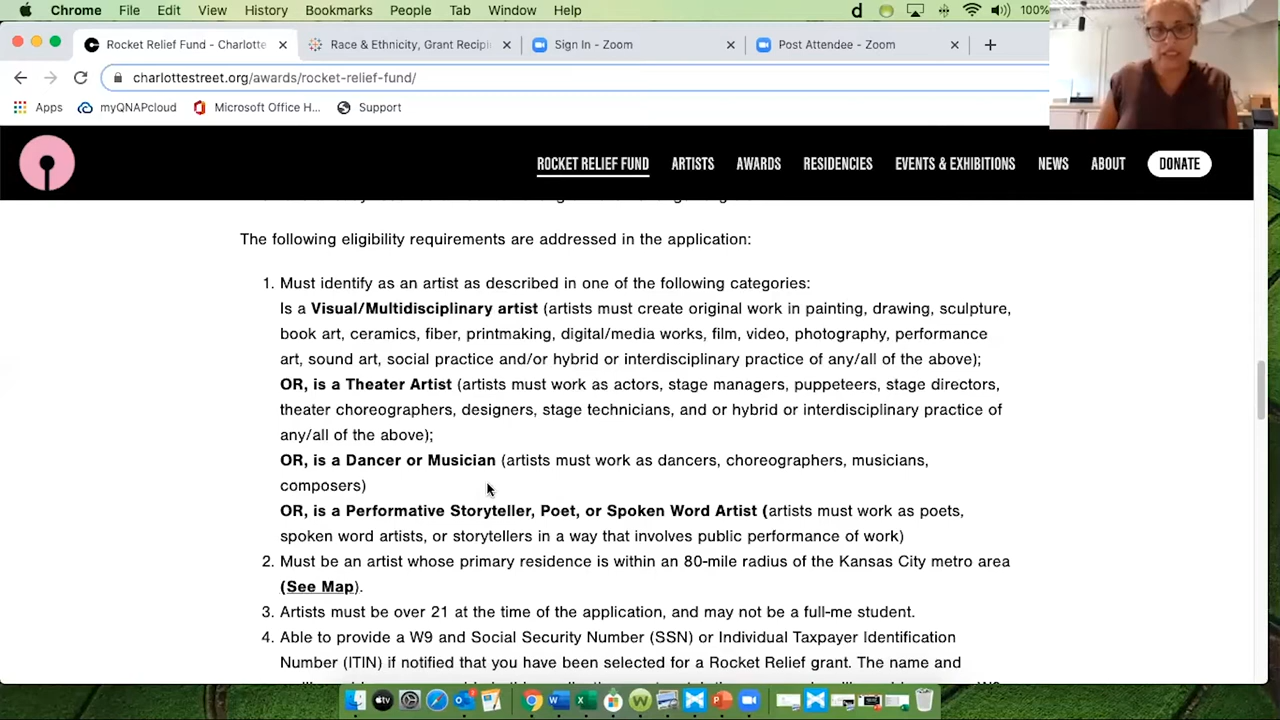 Chrome File Edit View History Bookmarks People Tab Window Help 100%
Rocket Relief Fund - Charlotte Race & Ethnicity, Grant Recipi Sign In - Zoom Post Attendee - Zoom
charlottestreet.org/awards/rocket-relief-fund/
Apps myQNAPcloud Microsoft Office H... Support
ROCKET RELIEF FUND ARTISTS AWARDS RESIDENCIES EVENTS & EXHIBITIONS NEWS ABOUT DONATE
The following eligibility requirements are addressed in the application:
1. Must identify as an artist as described in one of the following categories:
Is a Visual/Multidisciplinary artist (artists must create original work in painting, drawing, sculpture,
book art, ceramics, fiber, printmaking, digital/media works, film, video, photography, performance
art, sound art, social practice and/or hybrid or interdisciplinary practice of any/all of the above);
OR, is a Theater Artist (artists must work as actors, stage managers, puppeteers, stage directors,
theater choreographers, designers, stage technicians, and or hybrid or interdisciplinary practice of
any/all of the above);
OR, is a Dancer or Musician (artists must work as dancers, choreographers, musicians,
composers)
OR, is a Performative Storyteller, Poet, or Spoken Word Artist (artists must work as poets,
spoken word artists, or storytellers in a way that involves public performance of work)
2. Must be an artist whose primary residence is within an 80-mile radius of the Kansas City metro area
(See Map).
3. Artists must be over 21 at the time of the application, and may not be a full-me student.
4. Able to provide a W9 and Social Security Number (SSN) or Individual Taxpayer Identification
Number (ITIN) if notified that you have been selected for a Rocket Relief grant. The name and